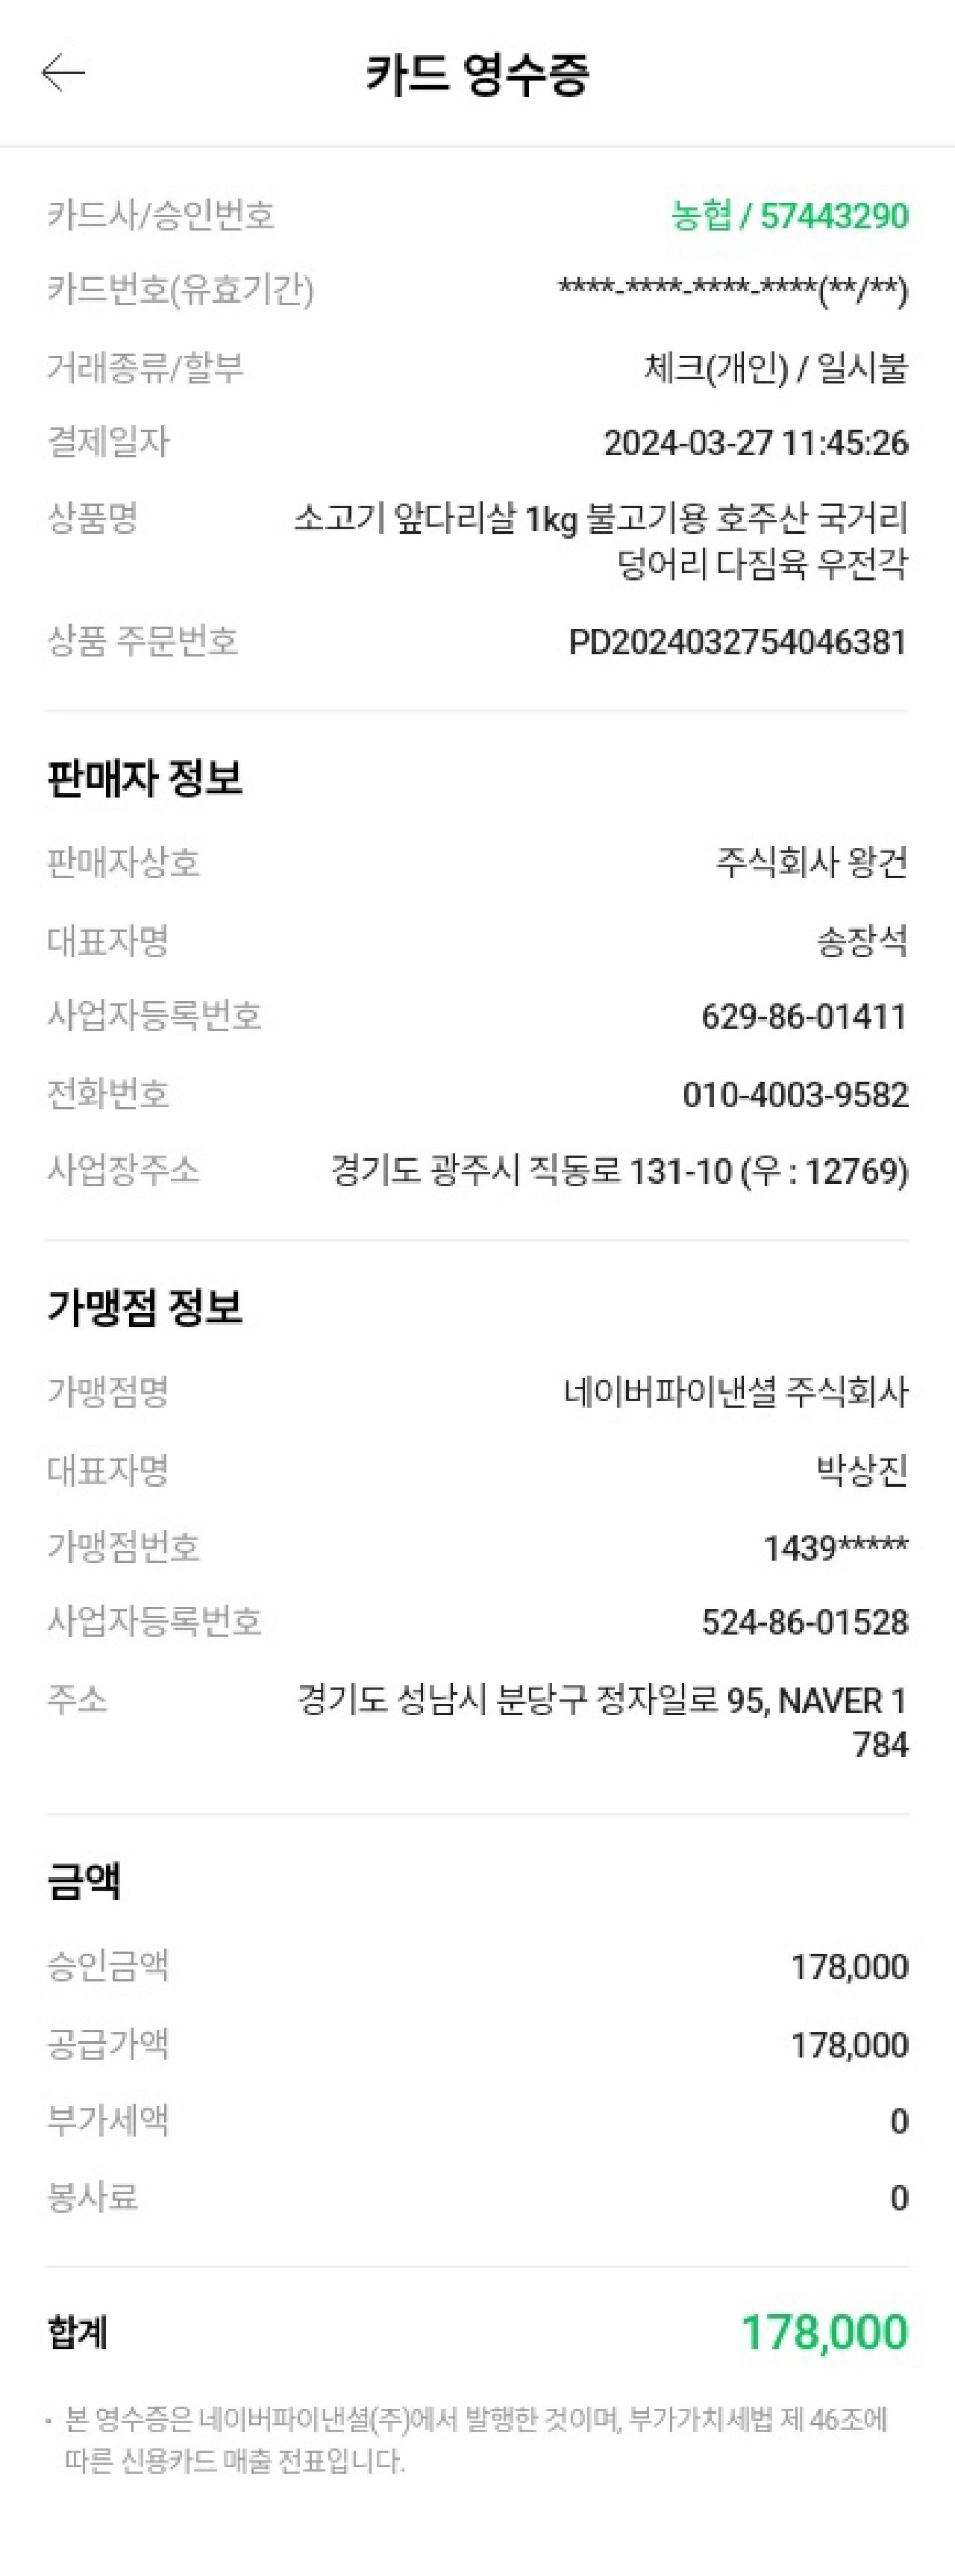 카드 영수증
카드사/승인번호 농협 / 57443290
카드번호(유효기간) ****-****-****-****(**/**)
거래종류/할부 체크(개인) / 일시불
결제일자 2024-03-27 11:45:26
상품명 소고기 앞다리살 1kg 불고기용 호주산 국거리
덩어리 다짐육 우전각
상품 주문번호 PD2024032754046381
판매자 정보
판매자상호 주식회사 왕건
대표자명 송장석
사업자등록번호 629-86-01411
전화번호 010-4003-9582
사업장주소 경기도 광주시 직동로 131-10 (우 : 12769)
가맹점 정보
가맹점명 네이버파이낸셜 주식회사
대표자명 박상진
가맹점번호 1439*****
사업자등록번호 524-86-01528
주소 경기도 성남시 분당구 정자일로 95, NAVER 1
784
금액
승인금액 178,000
공급가액 178,000
부가세액 0
봉사료 0
합계 178,000
· 본 영수증은 네이버파이낸셜(주)에서 발행한 것이며, 부가가치세법 제 46조에
따른 신용카드 매출 전표입니다.